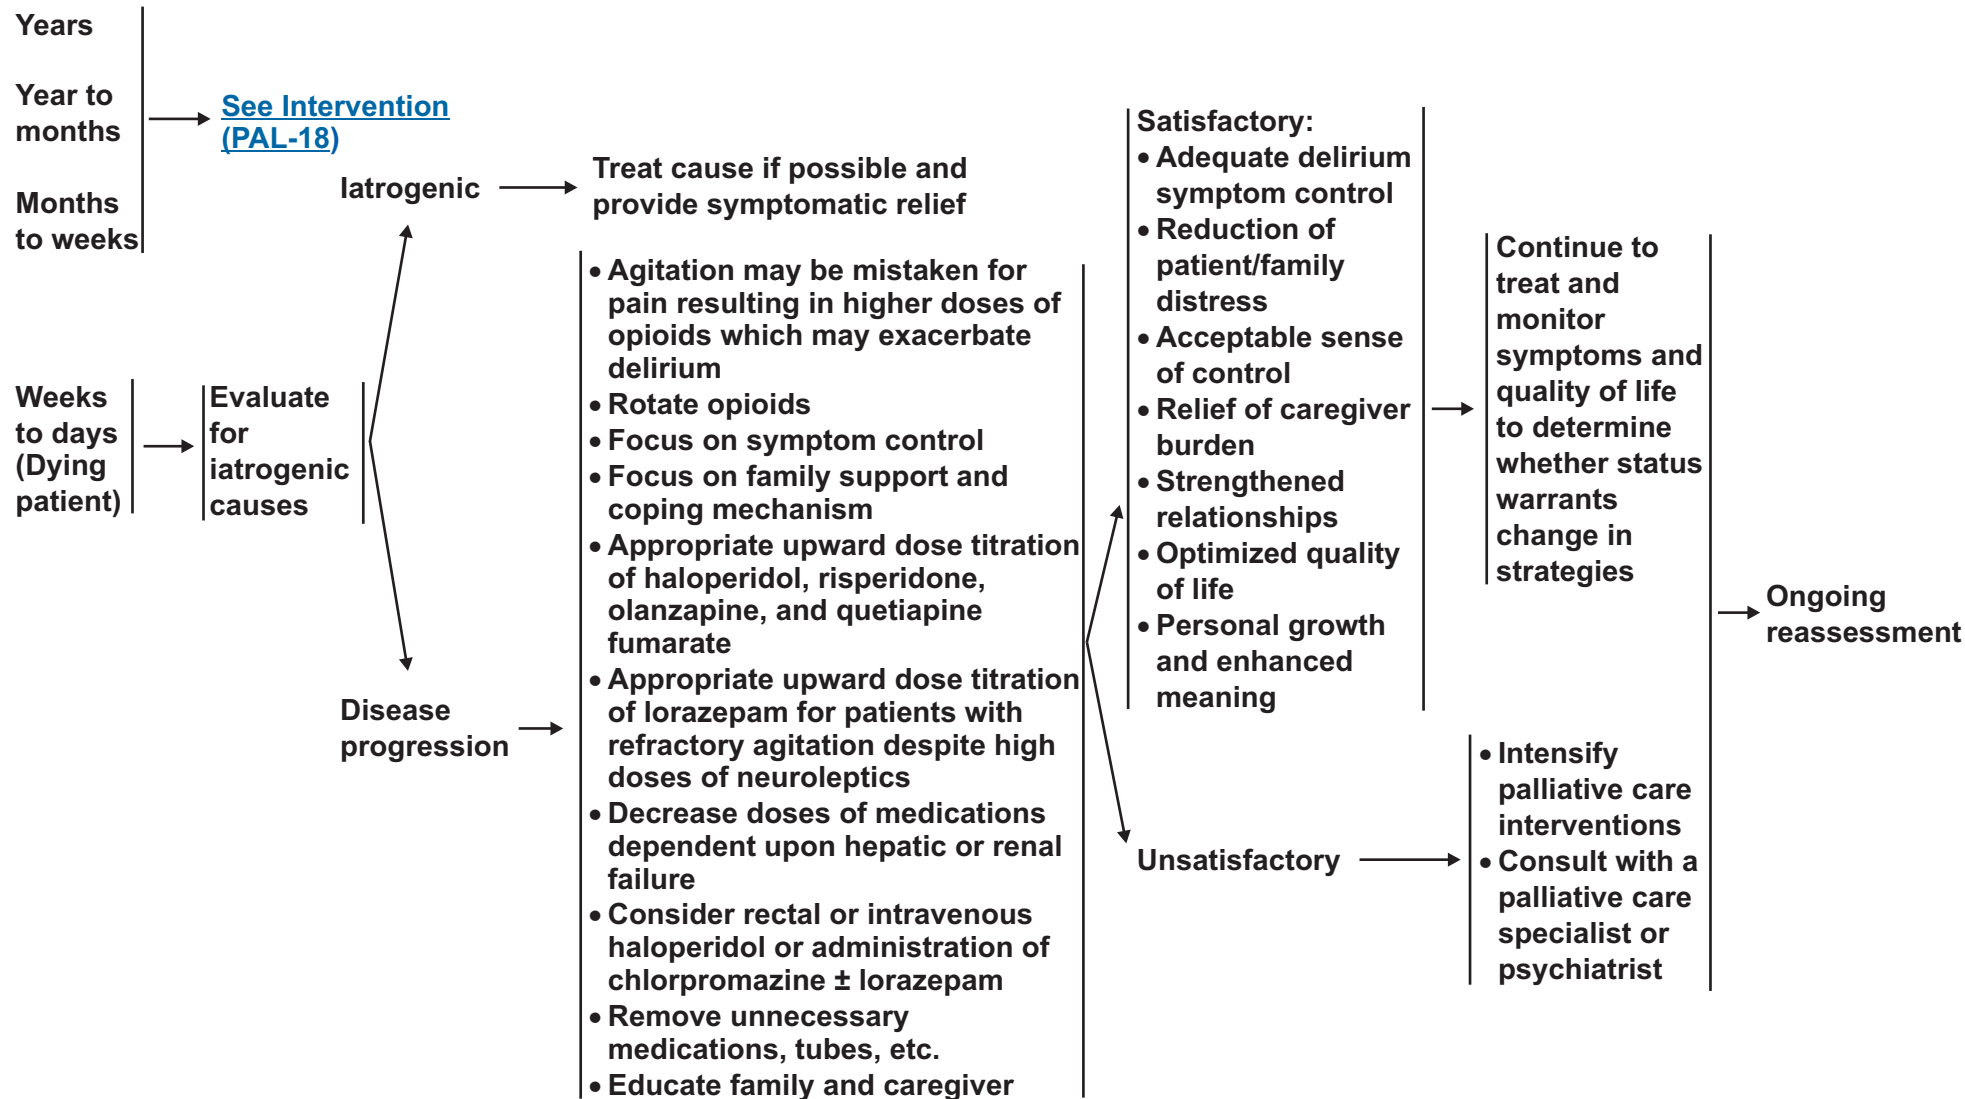 Years
Year to
months
Months
to weeks
See Intervention
(PAL-18)
Weeks
to days
(Dying
patient)
Evaluate
for
iatrogenic
causes
Iatrogenic
Treat cause if possible and
provide symptomatic relief
Disease
progression
• Agitation may be mistaken for
pain resulting in higher doses of
opioids which may exacerbate
delirium
• Rotate opioids
• Focus on symptom control
• Focus on family support and
coping mechanism
• Appropriate upward dose titration
of haloperidol, risperidone,
olanzapine, and quetiapine
fumarate
• Appropriate upward dose titration
of lorazepam for patients with
refractory agitation despite high
doses of neuroleptics
• Decrease doses of medications
dependent upon hepatic or renal
failure
• Consider rectal or intravenous
haloperidol or administration of
chlorpromazine ± lorazepam
• Remove unnecessary
medications, tubes, etc.
• Educate family and caregiver
Satisfactory:
• Adequate delirium
symptom control
• Reduction of
patient/family
distress
• Acceptable sense
of control
• Relief of caregiver
burden
• Strengthened
relationships
• Optimized quality
of life
• Personal growth
and enhanced
meaning
Unsatisfactory
Continue to
treat and
monitor
symptoms and
quality of life
to determine
whether status
warrants
change in
strategies
• Intensify
palliative care
interventions
• Consult with a
palliative care
specialist or
psychiatrist
Ongoing
reassessment